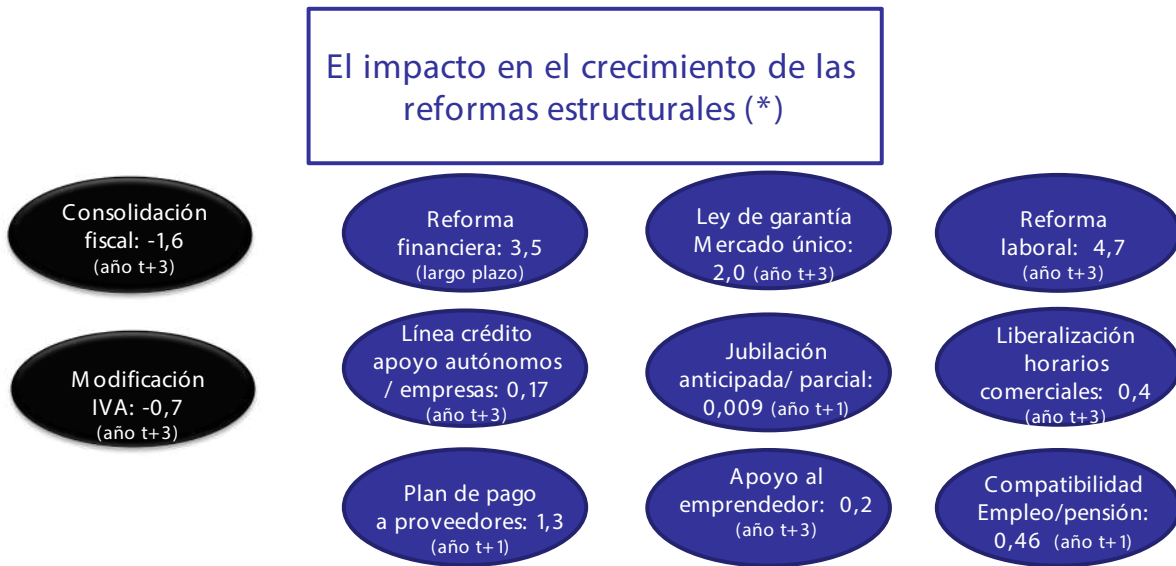 El impacto en el crecimiento de las
reformas estructurales (*)
Consolidación
fiscal: -1,6
(año t+3)
Reforma
financiera: 3,5
(largo plazo)
Ley de garantía
Mercado único:
2,0 (año t+3)
Reforma
laboral: 4,7
(año t+3)
Modificación
IVA: -0,7
(año t+3)
Línea crédito
apoyo autónomos
/ empresas: 0,17
(año t+3)
Jubilación
anticipada/ parcial:
0,009 (año t+1)
Liberalización
horarios
comerciales: 0,4
(año t+3)
Plan de pago
a proveedores: 1,3
(año t+1)
Apoyo al
emprendedor: 0,2
(año t+3)
Compatibilidad
Empleo/pensión:
0,46 (año t+1)